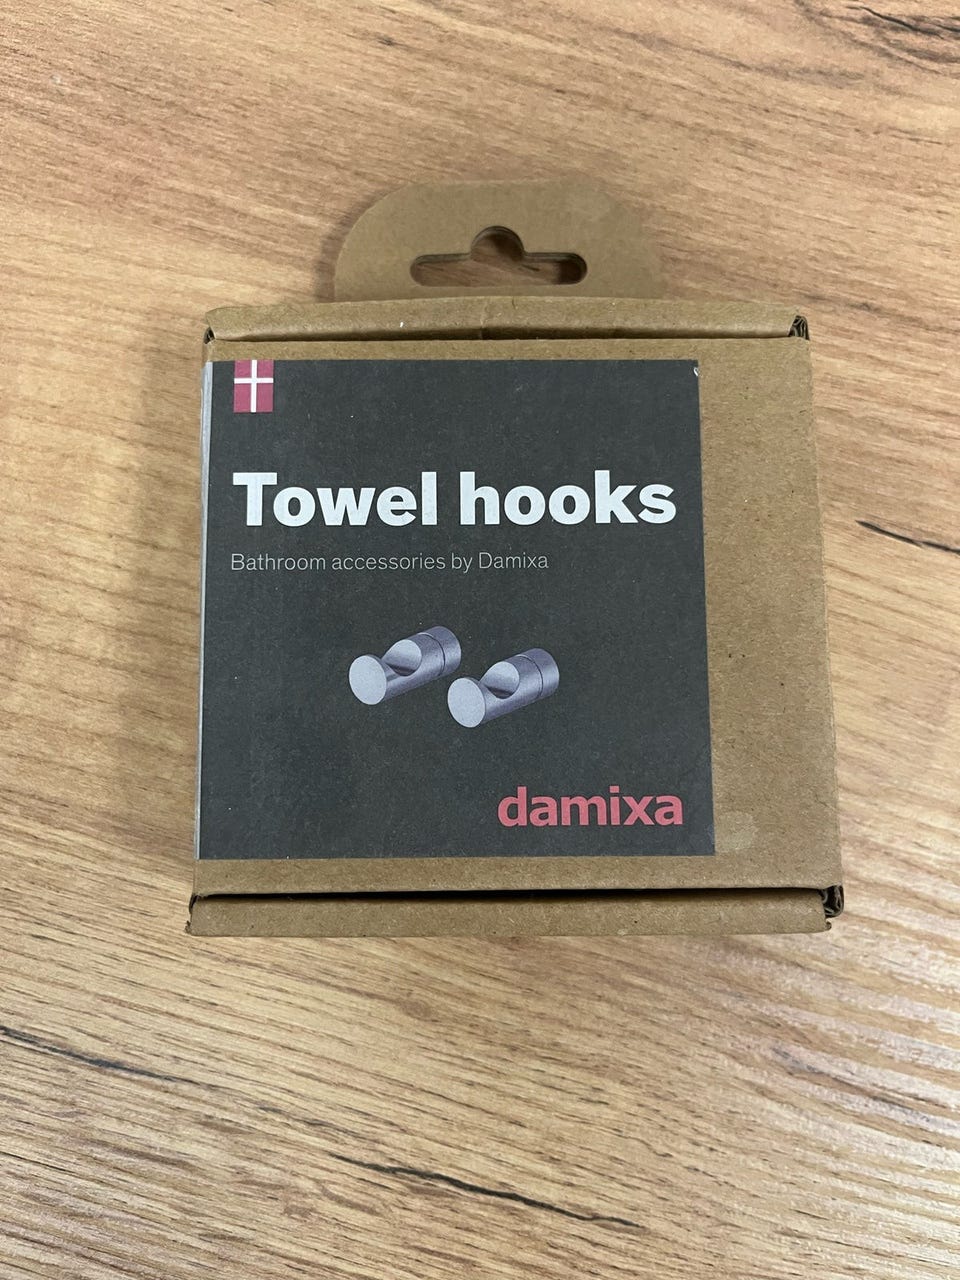 Towel hooks
Bathroom accessories by Damixa
damixa